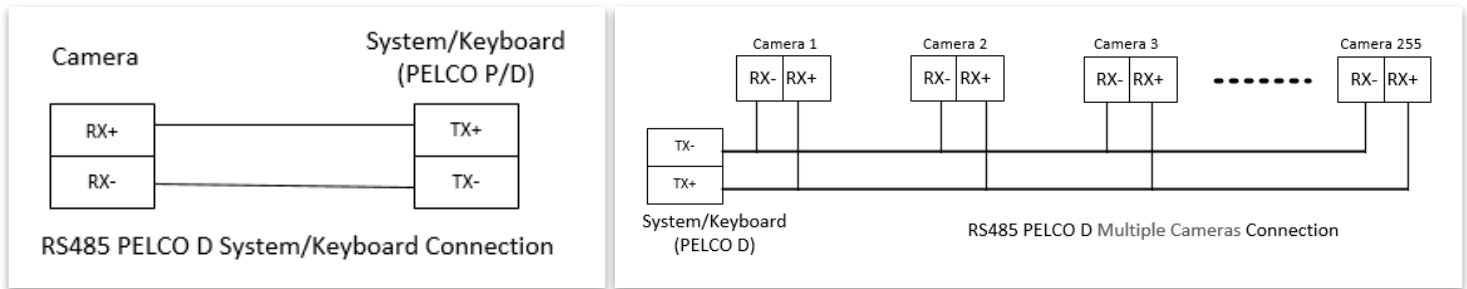 Camera
System/Keyboard
(PELCO P/D)
RX+
TX+
RX-
TX-
RS485 PELCO D System/Keyboard Connection
Camera 1
Camera 2
Camera 3
Camera 255
RX- RX+
RX- RX+
RX- RX+
RX- RX+
TX-
TX+
System/Keyboard
(PELCO D)
RS485 PELCO D Multiple Cameras Connection